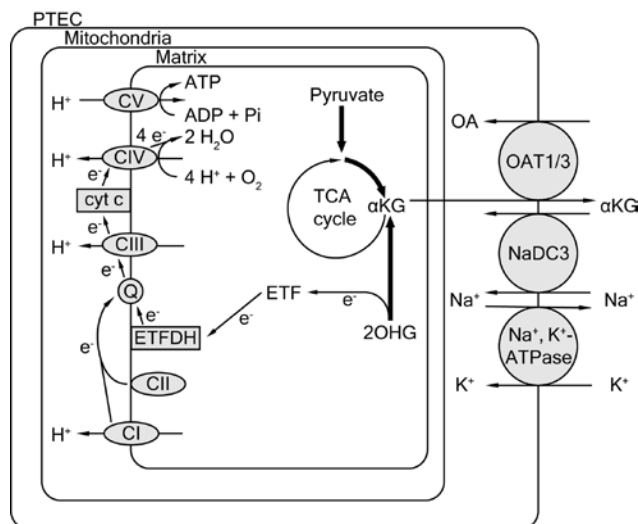 PTEC
Mitochondria
Matrix
H⁺
CV
ATP
ADP + Pi
4 e⁻
2 H₂O
H⁺
CIV
4 H⁺ + O₂
e⁻
cyt c
e⁻
H⁺
CIII
e⁻
Q
e⁻
ETFDH
e⁻
ETF
e⁻
2OHG
e⁻
CII
H⁺
CI
Pyruvate
TCA
cycle
αKG
OA
OAT1/3
αKG
NaDC3
Na⁺
Na⁺
Na⁺, K⁺-
ATPase
K⁺
K⁺